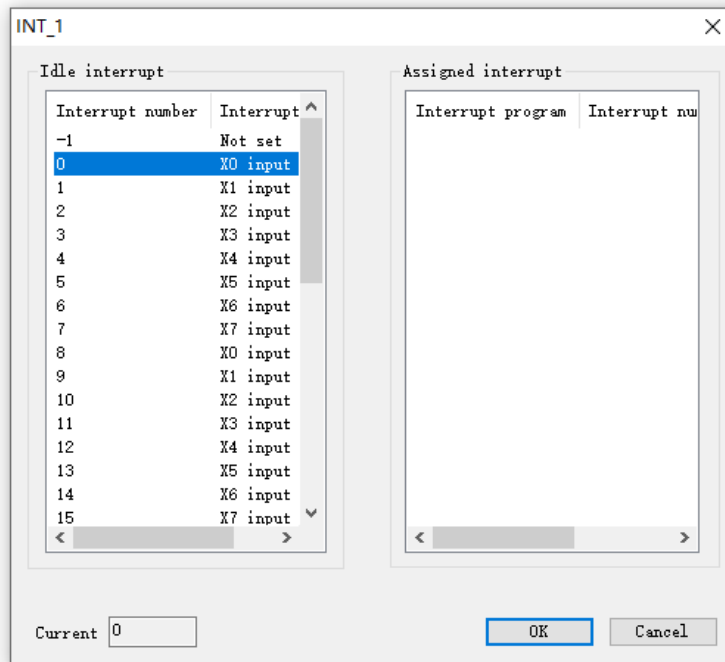 INT_1
Idle interrupt
Interrupt number Interrupt
-1 Not set
0 X0 input
1 X1 input
2 X2 input
3 X3 input
4 X4 input
5 X5 input
6 X6 input
7 X7 input
8 X0 input
9 X1 input
10 X2 input
11 X3 input
12 X4 input
13 X5 input
14 X6 input
15 X7 input
Assigned interrupt
Interrupt program Interrupt nu
Current 0
OK Cancel